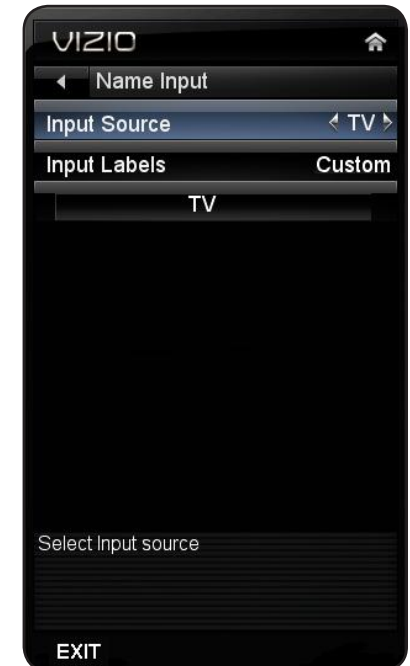 VIZIO
Name Input
Input Source TV
Input Labels Custom
TV
Select Input source
EXIT